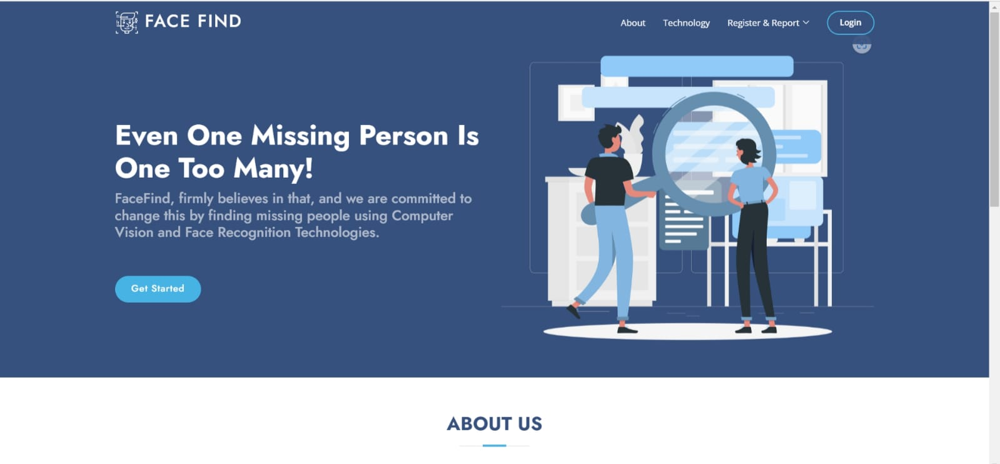 FACE FIND
About
Technology
Register & Report
Login
Even One Missing Person Is
One Too Many!
FaceFind, firmly believes in that, and we are committed to
change this by finding missing people using Computer
Vision and Face Recognition Technologies.
Get Started
ABOUT US